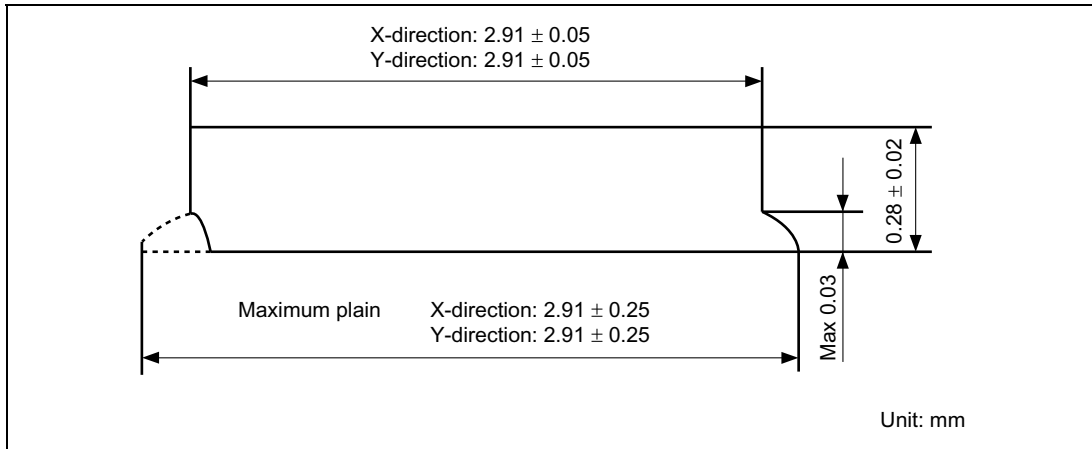 X-direction: 2.91 ± 0.05
Y-direction: 2.91 ± 0.05
0.28 ± 0.02
Max 0.03
Maximum plain X-direction: 2.91 ± 0.25
Y-direction: 2.91 ± 0.25
Unit: mm